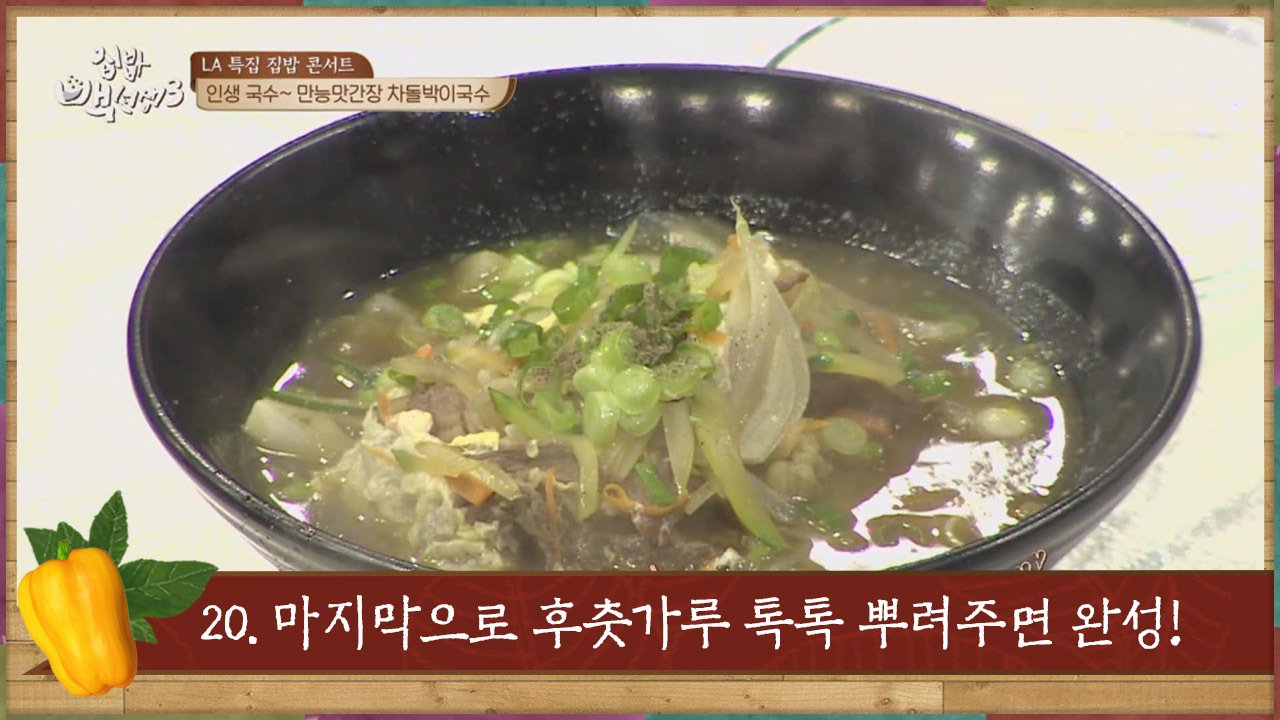 집밥
백선생3
LA 특집 집밥 콘서트
인생 국수~ 만능맛간장 차돌박이국수
20. 마지막으로 후춧가루 톡톡 뿌려주면 완성!